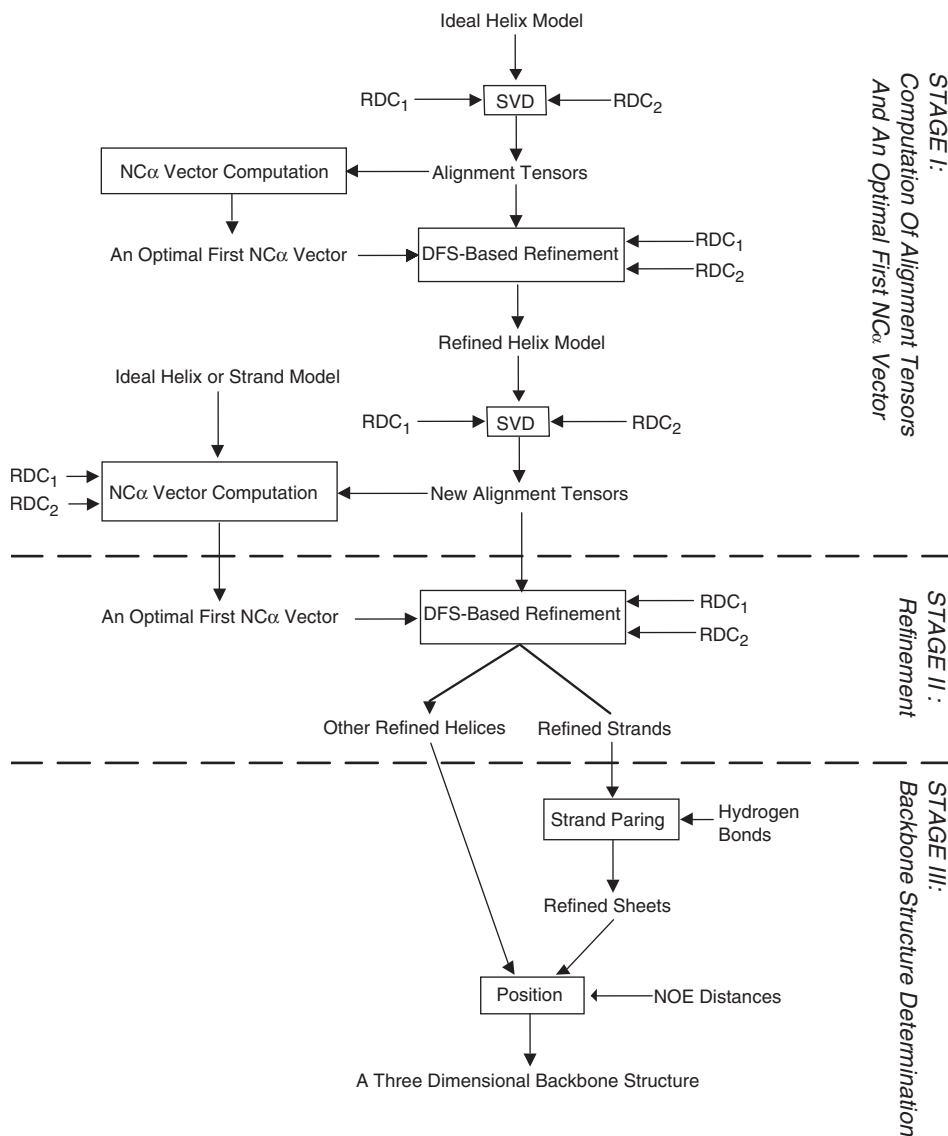 Ideal Helix Model
RDC₁
SVD
RDC₂
NCα Vector Computation
Alignment Tensors
An Optimal First NCα Vector
DFS-Based Refinement
RDC₁
RDC₂
Refined Helix Model
Ideal Helix or Strand Model
RDC₁
SVD
RDC₂
RDC₁
RDC₂
NCα Vector Computation
New Alignment Tensors
STAGE I:
Computation Of Alignment Tensors
And An Optimal First NCα Vector
An Optimal First NCα Vector
DFS-Based Refinement
RDC₁
RDC₂
Other Refined Helices
Refined Strands
STAGE II :
Refinement
Strand Paring
Hydrogen
Bonds
Refined Sheets
Position
NOE Distances
A Three Dimensional Backbone Structure
STAGE III:
Backbone Structure Determination